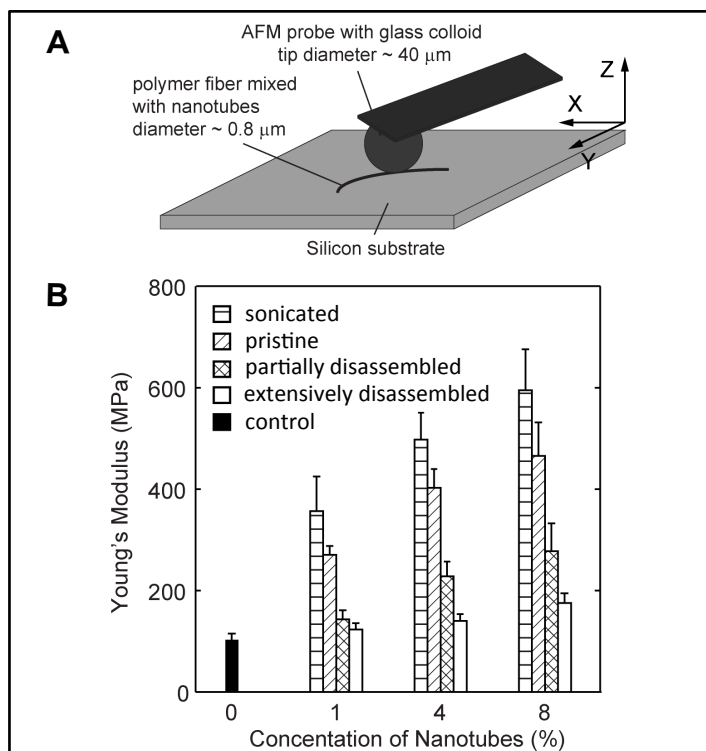 A
AFM probe with glass colloid
tip diameter ~ 40 µm
polymer fiber mixed
with nanotubes
diameter ~ 0.8 µm
Z
X
Y
Silicon substrate
B
800
600
400
200
0
Young's Modulus (MPa)
sonicated
pristine
partially disassembled
extensively disassembled
control
0 1 4 8
Concentation of Nanotubes (%)